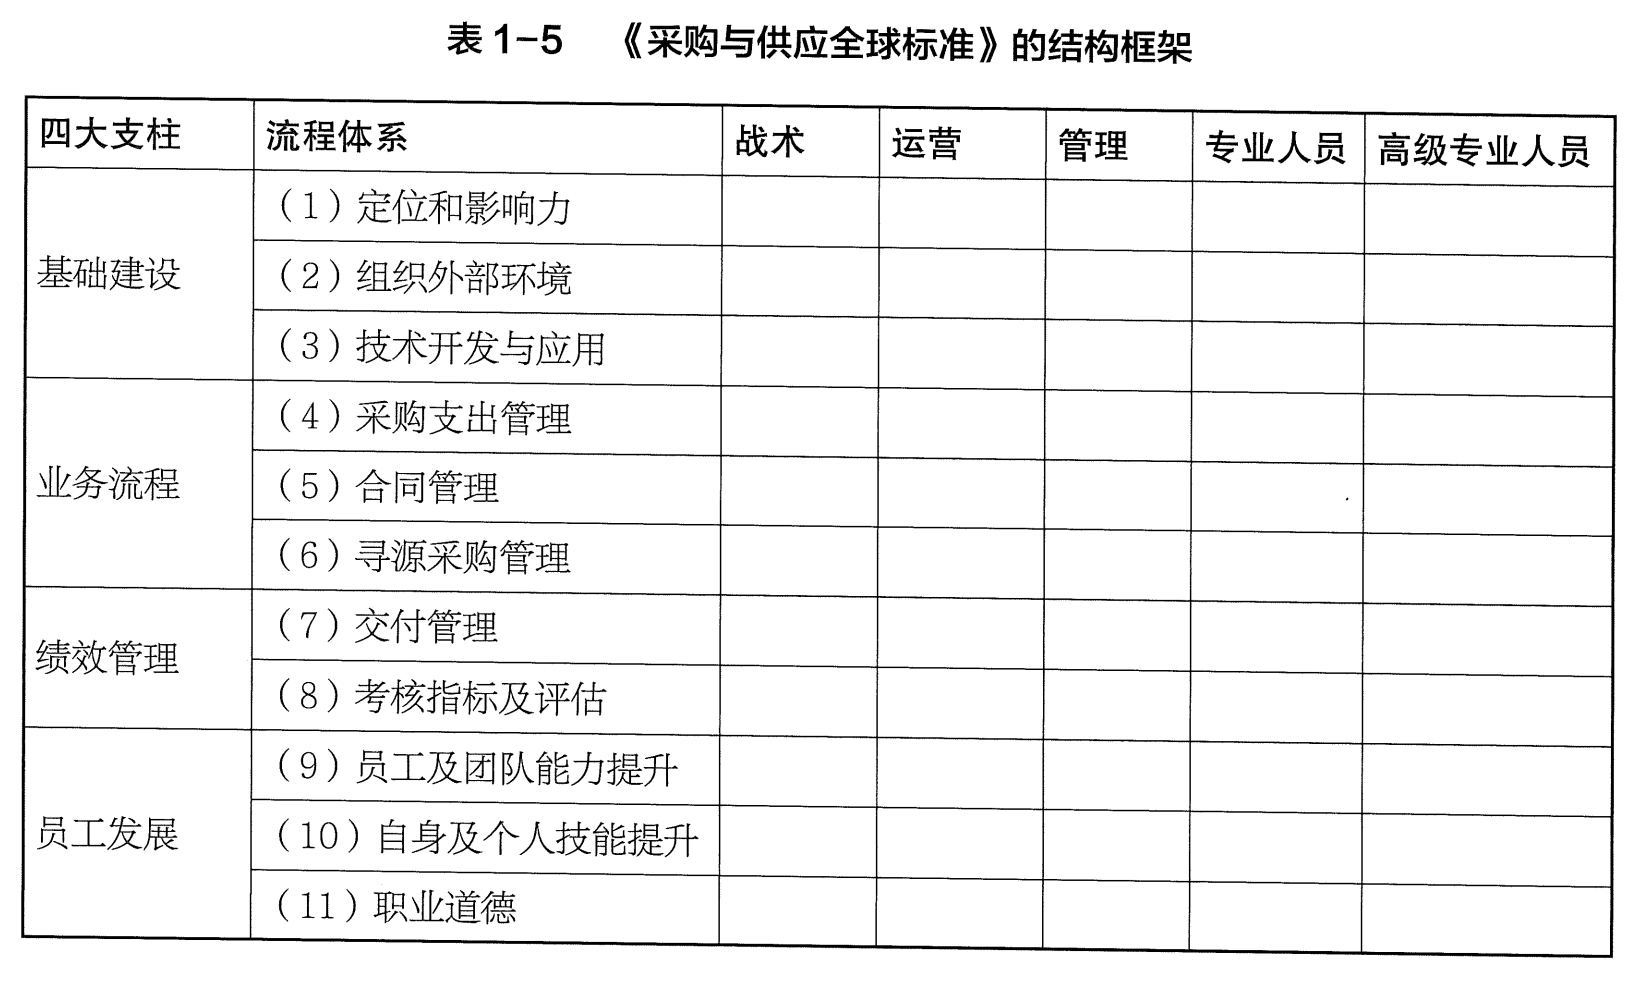 表1-5 《采购与供应全球标准》的结构框架
四大支柱 流程体系 战术 运营 管理 专业人员 高级专业人员
基础建设
(1)定位和影响力
(2)组织外部环境
(3)技术开发与应用
业务流程
(4)采购支出管理
(5)合同管理
(6)寻源采购管理
绩效管理
(7)交付管理
(8)考核指标及评估
员工发展
(9)员工及团队能力提升
(10)自身及个人技能提升
(11)职业道德